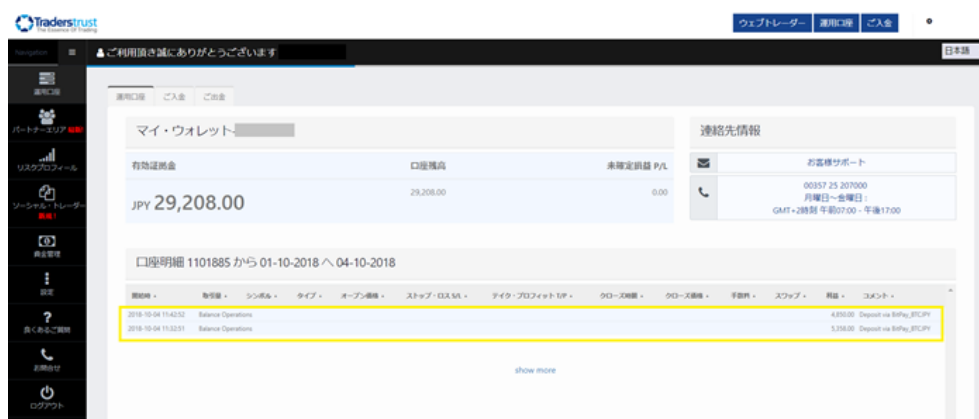 Traderstrust
The Essence Of Trading
ウェブトレーダー 運用口座 ご入金
Navigation
ご利用頂き誠にありがとうございます
日本語
運用口座
パートナーエリア
リスクプロフィール
ソーシャル・トレーダー
資金管理
設定
良くあるご質問
お問合せ
ログアウト
運用口座 ご入金 ご出金
マイ・ウォレット-
有効証拠金 口座残高 未確定損益 P/L
JPY 29,208.00 29,208.00 0.00
連絡先情報
お客様サポート
00357 25 207000
月曜日～金曜日 :
GMT+2時刻 午前07:00 - 午後17:00
口座明細 1101885 から 01-10-2018 へ 04-10-2018
開始時 取引量 シンボル タイプ オープン価格 ストップ・ロス S/L テイク・プロフィット T/P クローズ時間 クローズ価格 手数料 スワップ 利益 コメント
2018-10-04 11:42:52 Balance Operations 4,850.00 Deposit via BitPay_BTCJPY
2018-10-04 11:32:51 Balance Operations 5,358.00 Deposit via BitPay_BTCJPY
show more